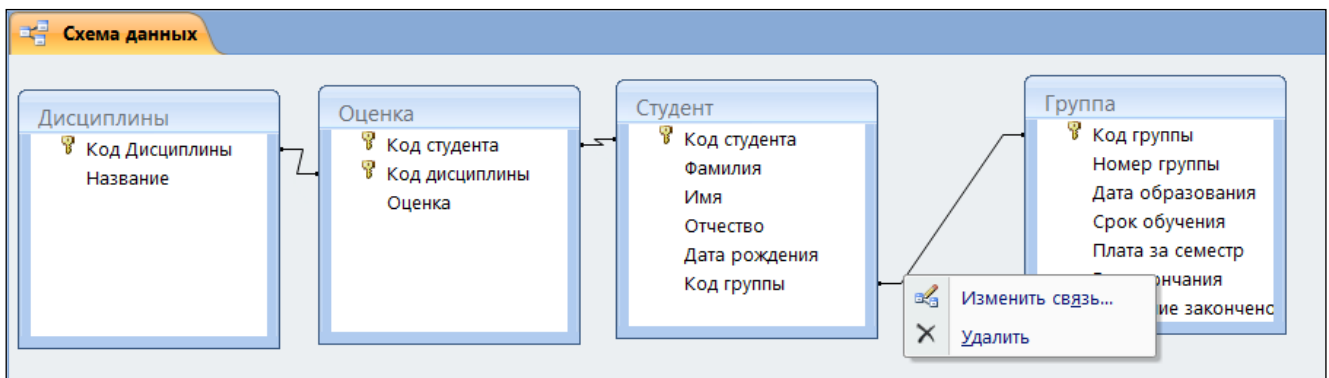 Схема данных
Дисциплины
Код Дисциплины
Название
Оценка
Код студента
Код дисциплины
Оценка
Студент
Код студента
Фамилия
Имя
Отчество
Дата рождения
Код группы
Группа
Код группы
Номер группы
Дата образования
Срок обучения
Плата за семестр
Изменить связь...
Удалить